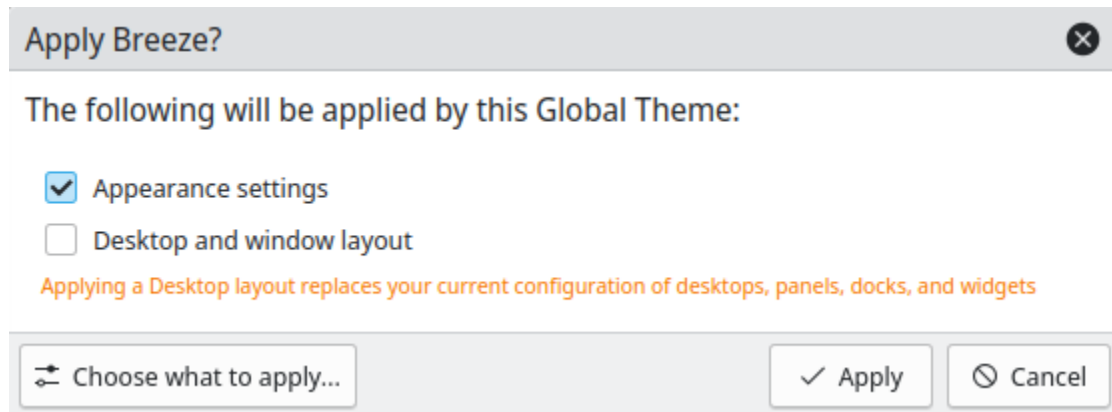 Apply Breeze?
The following will be applied by this Global Theme:
Appearance settings
Desktop and window layout
Applying a Desktop layout replaces your current configuration of desktops, panels, docks, and widgets
Choose what to apply... Apply Cancel